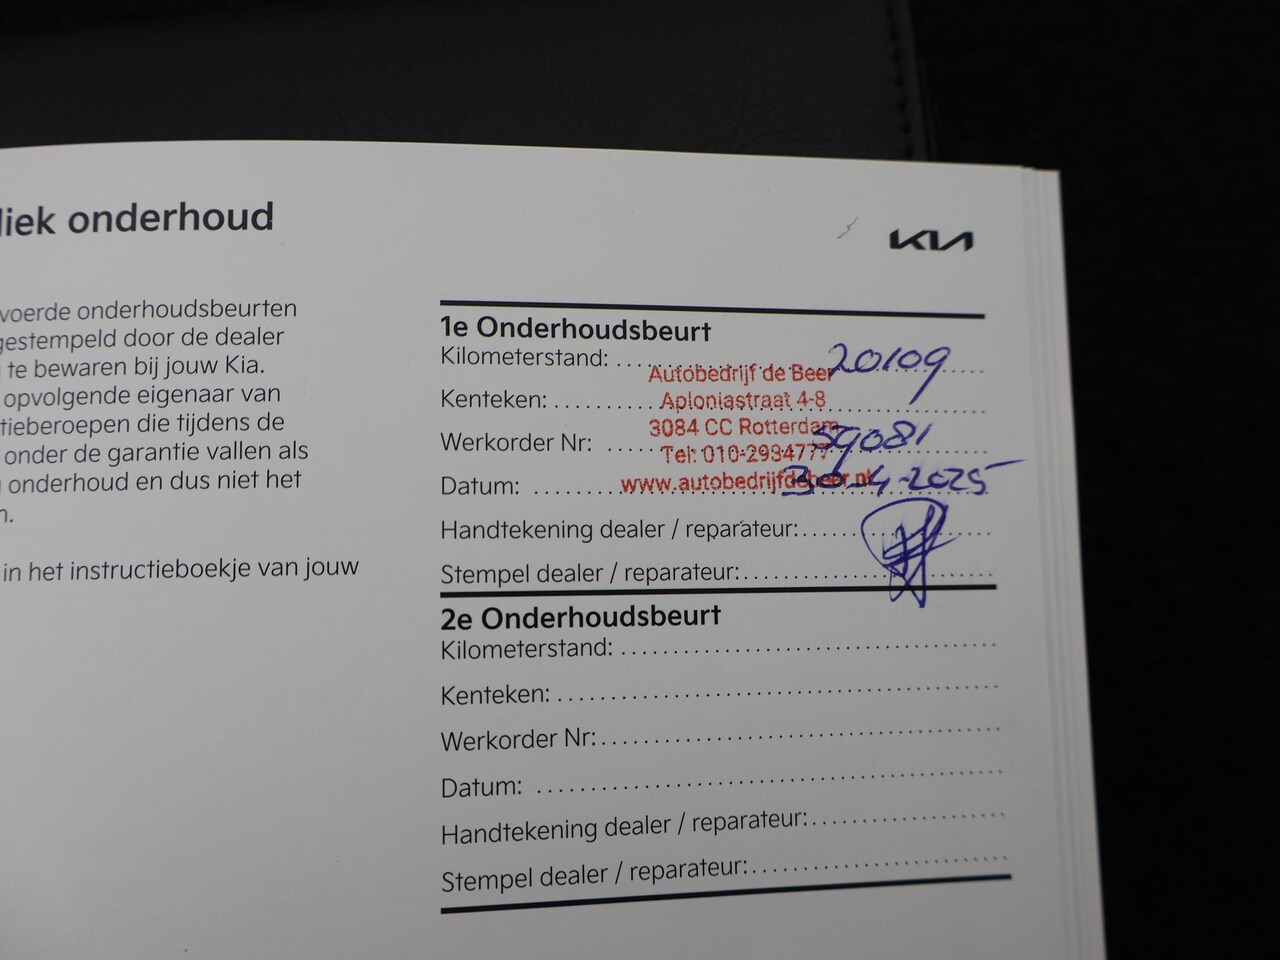 liek onderhoud
KIA
voerde onderhoudsbeurten
gestempeld door de dealer
te bewaren bij jouw Kia.
opvolgende eigenaar van
tieberoepen die tijdens de
onder de garantie vallen als
onderhoud en dus niet het
n.
in het instructieboekje van jouw
1e Onderhoudsbeurt
Kilometerstand: 20109
Autobedrijf de Beer
Kenteken:
Aploniastraat 4-8
3084 CC Rotterdam
Werkorder Nr: 59081
Tel: 010-2934777
Datum: 30-4-2025
www.autobedrijfdebeer.nl
Handtekening dealer / reparateur:
Stempel dealer / reparateur:
2e Onderhoudsbeurt
Kilometerstand:
Kenteken:
Werkorder Nr:
Datum:
Handtekening dealer / reparateur:
Stempel dealer / reparateur: